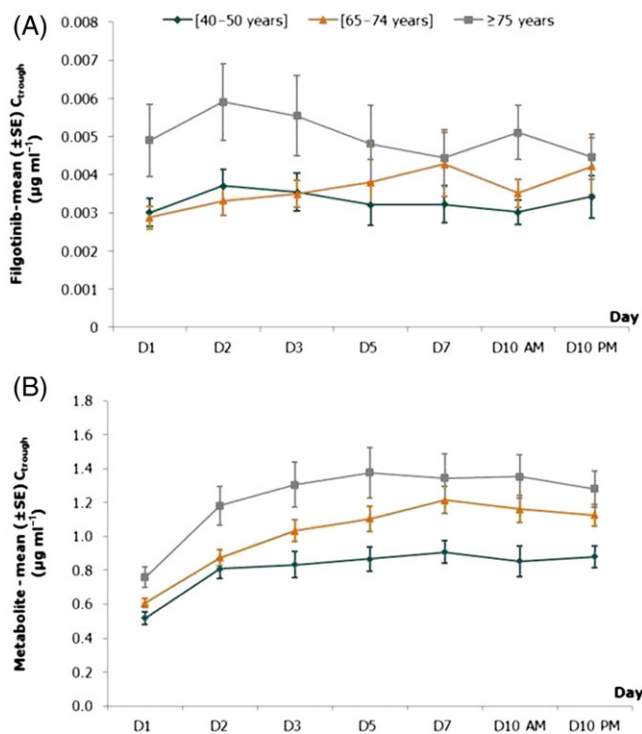 (A)
[40–50 years] [65–74 years] ≥75 years
Filgotinib-mean (±SE) Ctrough
(µg ml⁻¹)
0.008
0.007
0.006
0.005
0.004
0.003
0.002
0.001
0
Day
D1 D2 D3 D5 D7 D10 AM D10 PM
(B)
Metabolite - mean (±SE) Ctrough
(µg ml⁻¹)
1.8
1.6
1.4
1.2
1.0
0.8
0.6
0.4
0.2
0.0
Day
D1 D2 D3 D5 D7 D10 AM D10 PM